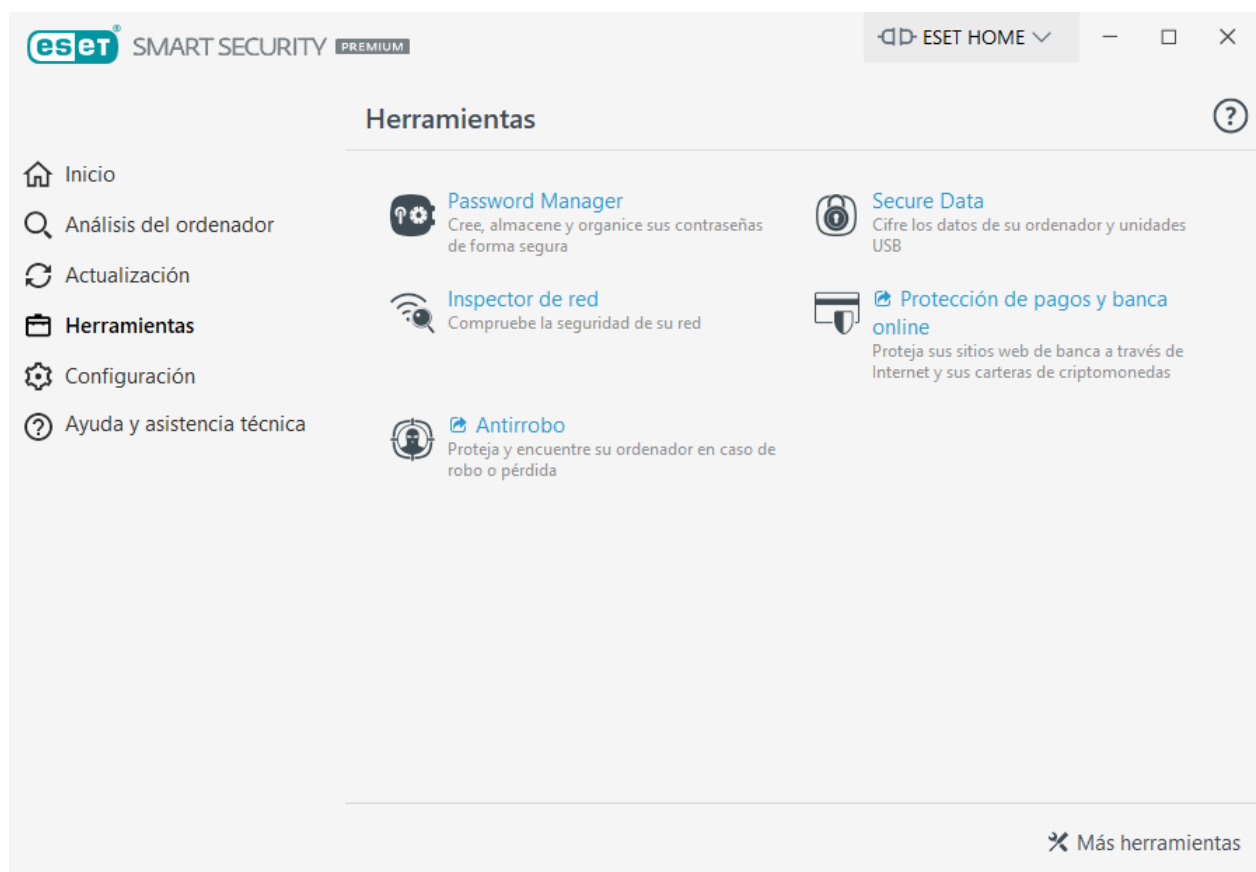 eset® SMART SECURITY PREMIUM
ESET HOME
Herramientas
Inicio
Análisis del ordenador
Actualización
Herramientas
Configuración
Ayuda y asistencia técnica
Password Manager
Cree, almacene y organice sus contraseñas
de forma segura
Secure Data
Cifre los datos de su ordenador y unidades
USB
Inspector de red
Compruebe la seguridad de su red
Protección de pagos y banca
online
Proteja sus sitios web de banca a través de
Internet y sus carteras de criptomonedas
Antirrobo
Proteja y encuentre su ordenador en caso de
robo o pérdida
Más herramientas